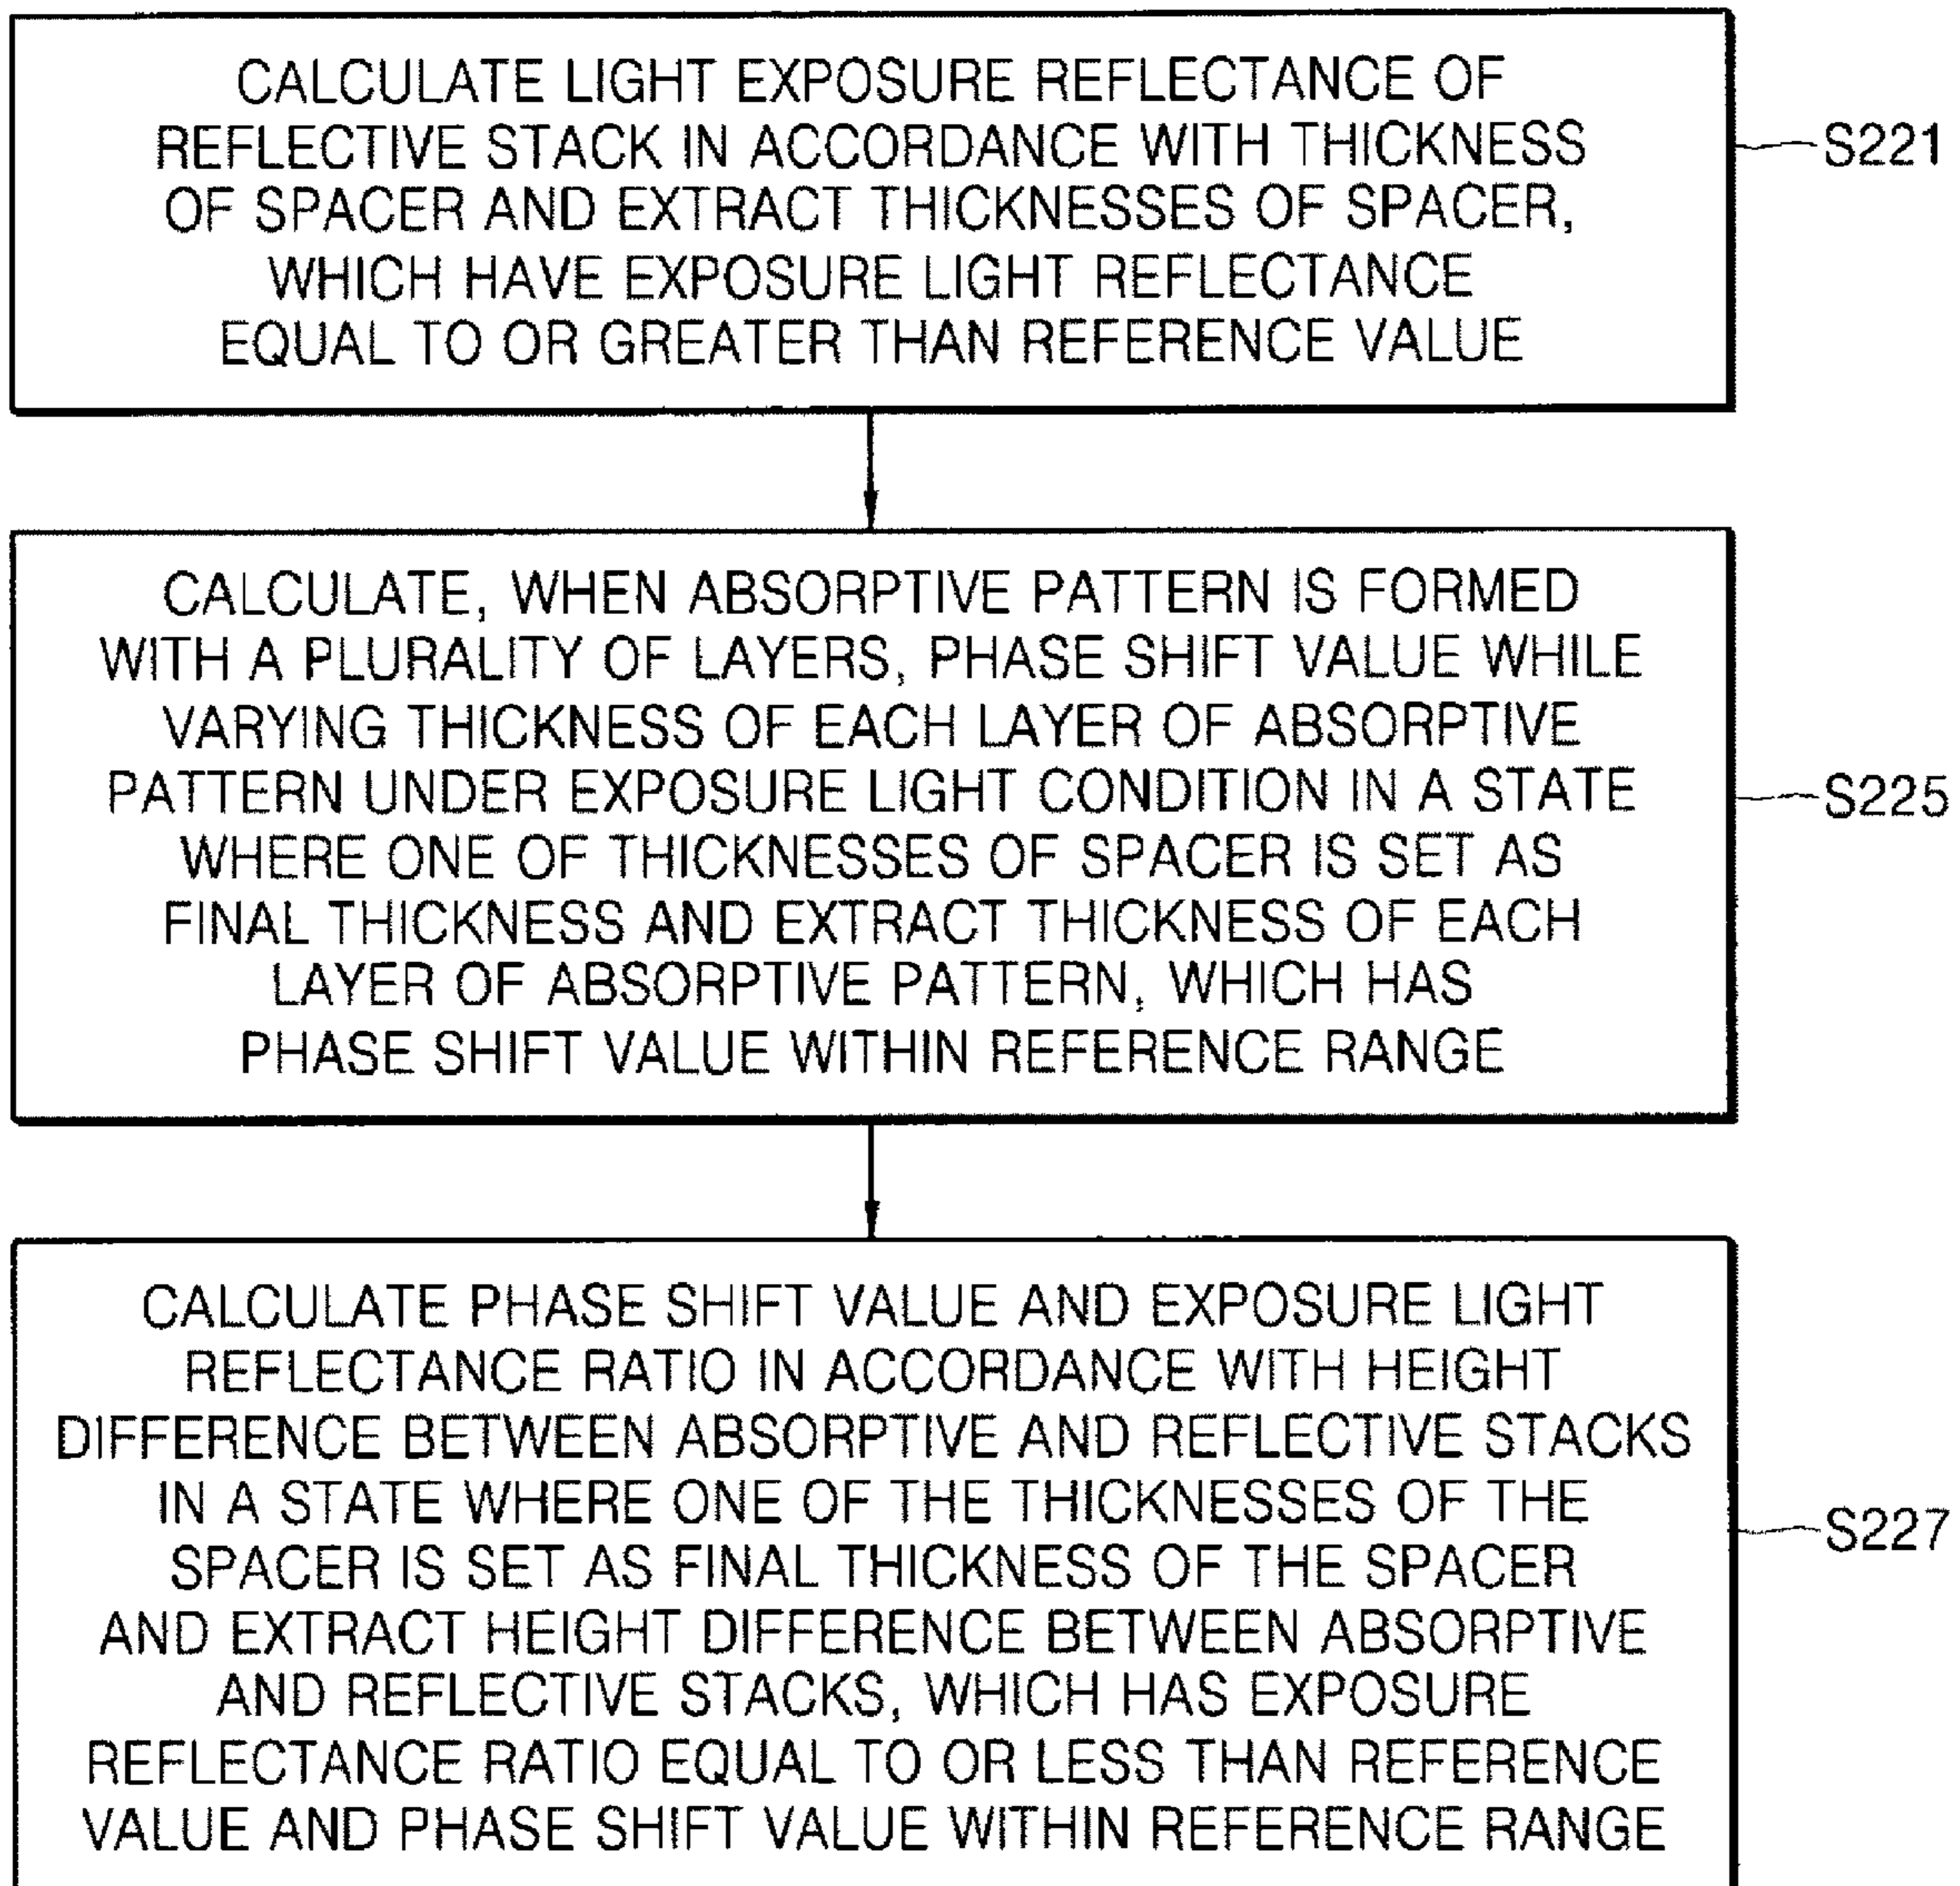 CALCULATE LIGHT EXPOSURE REFLECTANCE OF
REFLECTIVE STACK IN ACCORDANCE WITH THICKNESS
OF SPACER AND EXTRACT THICKNESSES OF SPACER,
WHICH HAVE EXPOSURE LIGHT REFLECTANCE
EQUAL TO OR GREATER THAN REFERENCE VALUE
S221
CALCULATE, WHEN ABSORPTIVE PATTERN IS FORMED
WITH A PLURALITY OF LAYERS, PHASE SHIFT VALUE WHILE
VARYING THICKNESS OF EACH LAYER OF ABSORPTIVE
PATTERN UNDER EXPOSURE LIGHT CONDITION IN A STATE
WHERE ONE OF THICKNESSES OF SPACER IS SET AS
FINAL THICKNESS AND EXTRACT THICKNESS OF EACH
LAYER OF ABSORPTIVE PATTERN, WHICH HAS
PHASE SHIFT VALUE WITHIN REFERENCE RANGE
S225
CALCULATE PHASE SHIFT VALUE AND EXPOSURE LIGHT
REFLECTANCE RATIO IN ACCORDANCE WITH HEIGHT
DIFFERENCE BETWEEN ABSORPTIVE AND REFLECTIVE STACKS
IN A STATE WHERE ONE OF THE THICKNESSES OF THE
SPACER IS SET AS FINAL THICKNESS OF THE SPACER
AND EXTRACT HEIGHT DIFFERENCE BETWEEN ABSORPTIVE
AND REFLECTIVE STACKS, WHICH HAS EXPOSURE
REFLECTANCE RATIO EQUAL TO OR LESS THAN REFERENCE
VALUE AND PHASE SHIFT VALUE WITHIN REFERENCE RANGE
S227